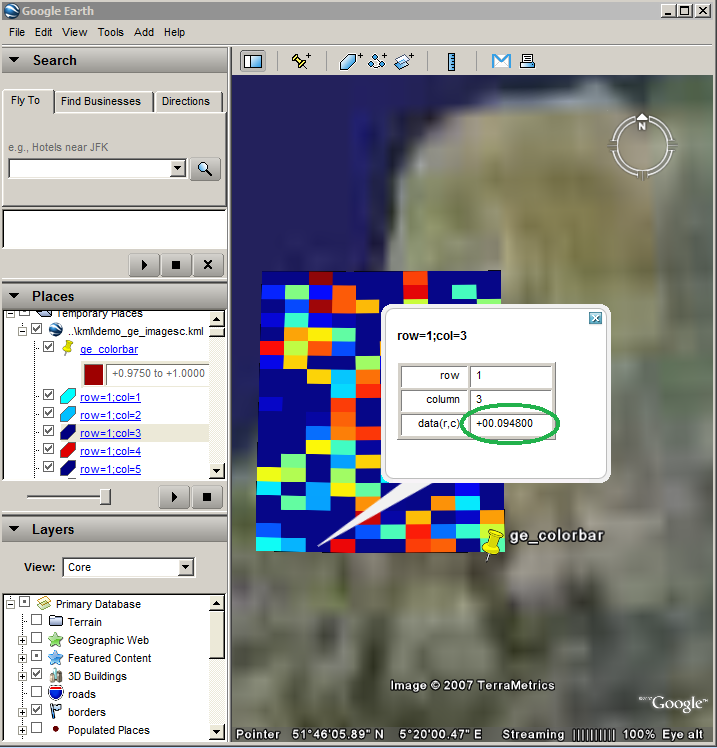 Google Earth
File Edit View Tools Add Help
Search
Fly To Find Businesses Directions
e.g., Hotels near JFK
Places
Temporary Places
..\kml\demo_ge_imagesc.kml
ge_colorbar
+0.9750 to +1.0000
row=1;col=1
row=1;col=2
row=1;col=3
row=1;col=4
row=1;col=5
Layers
View: Core
Primary Database
Terrain
Geographic Web
Featured Content
3D Buildings
roads
borders
Populated Places
N
row=1;col=3
row 1
column 3
data(r,c) +00.094800
ge_colorbar
Image © 2007 TerraMetrics
©2007 Google™
Pointer 51°46'05.89" N 5°20'00.47" E Streaming |||||||||| 100% Eye alt